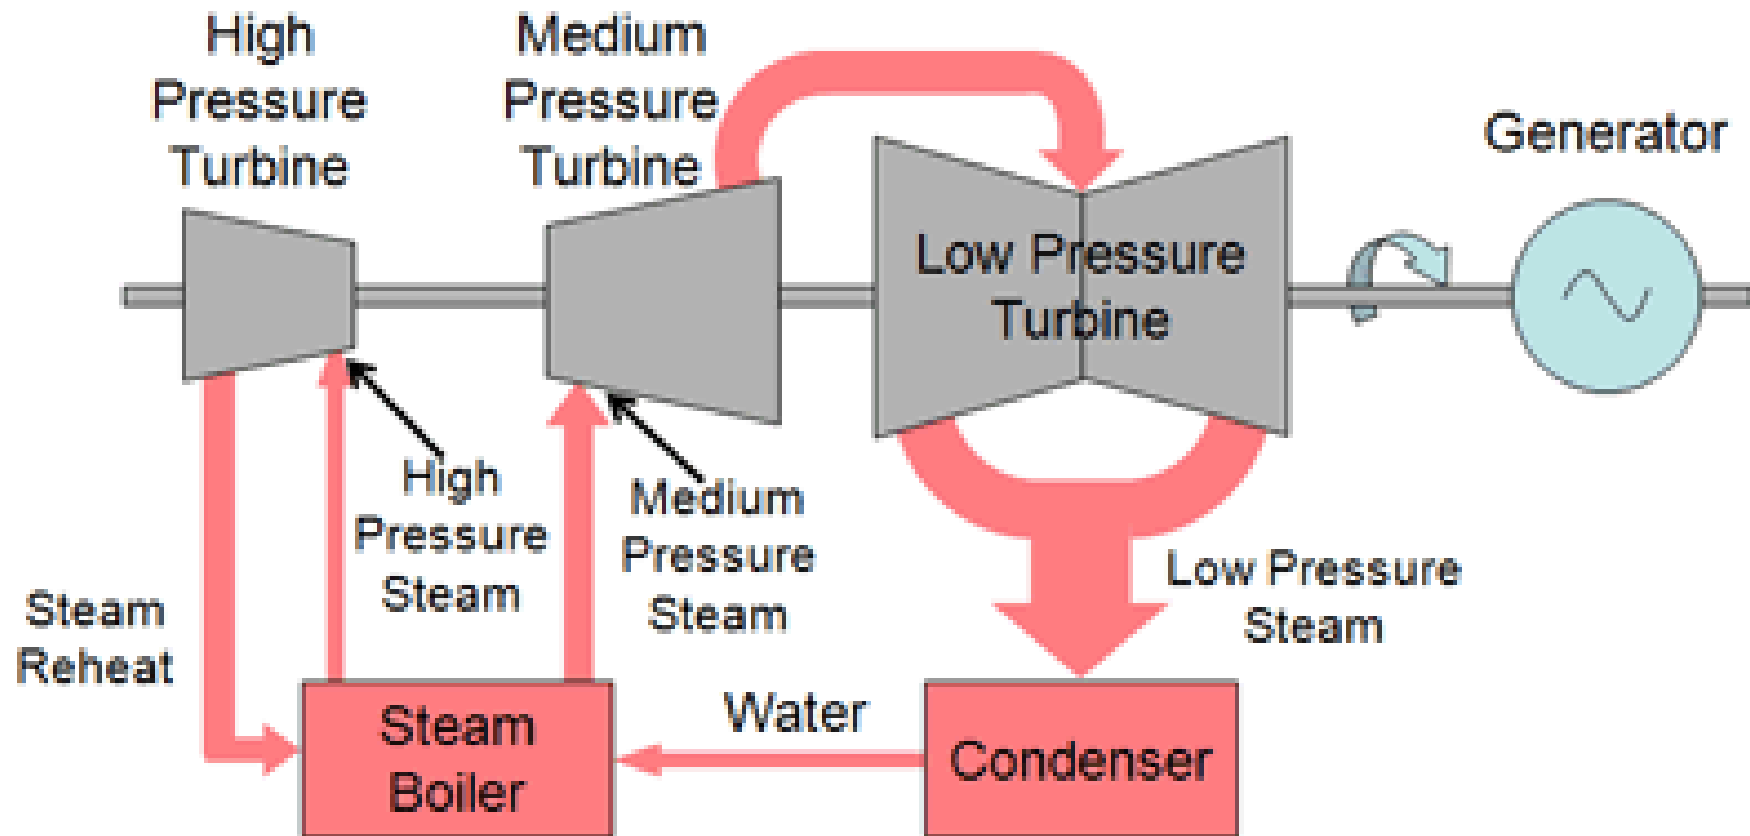 High
Pressure
Turbine
Medium
Pressure
Turbine
Generator
Low Pressure
Turbine
High
Pressure
Steam
Medium
Pressure
Steam
Low Pressure
Steam
Steam
Reheat
Steam
Boiler
Water
Condenser